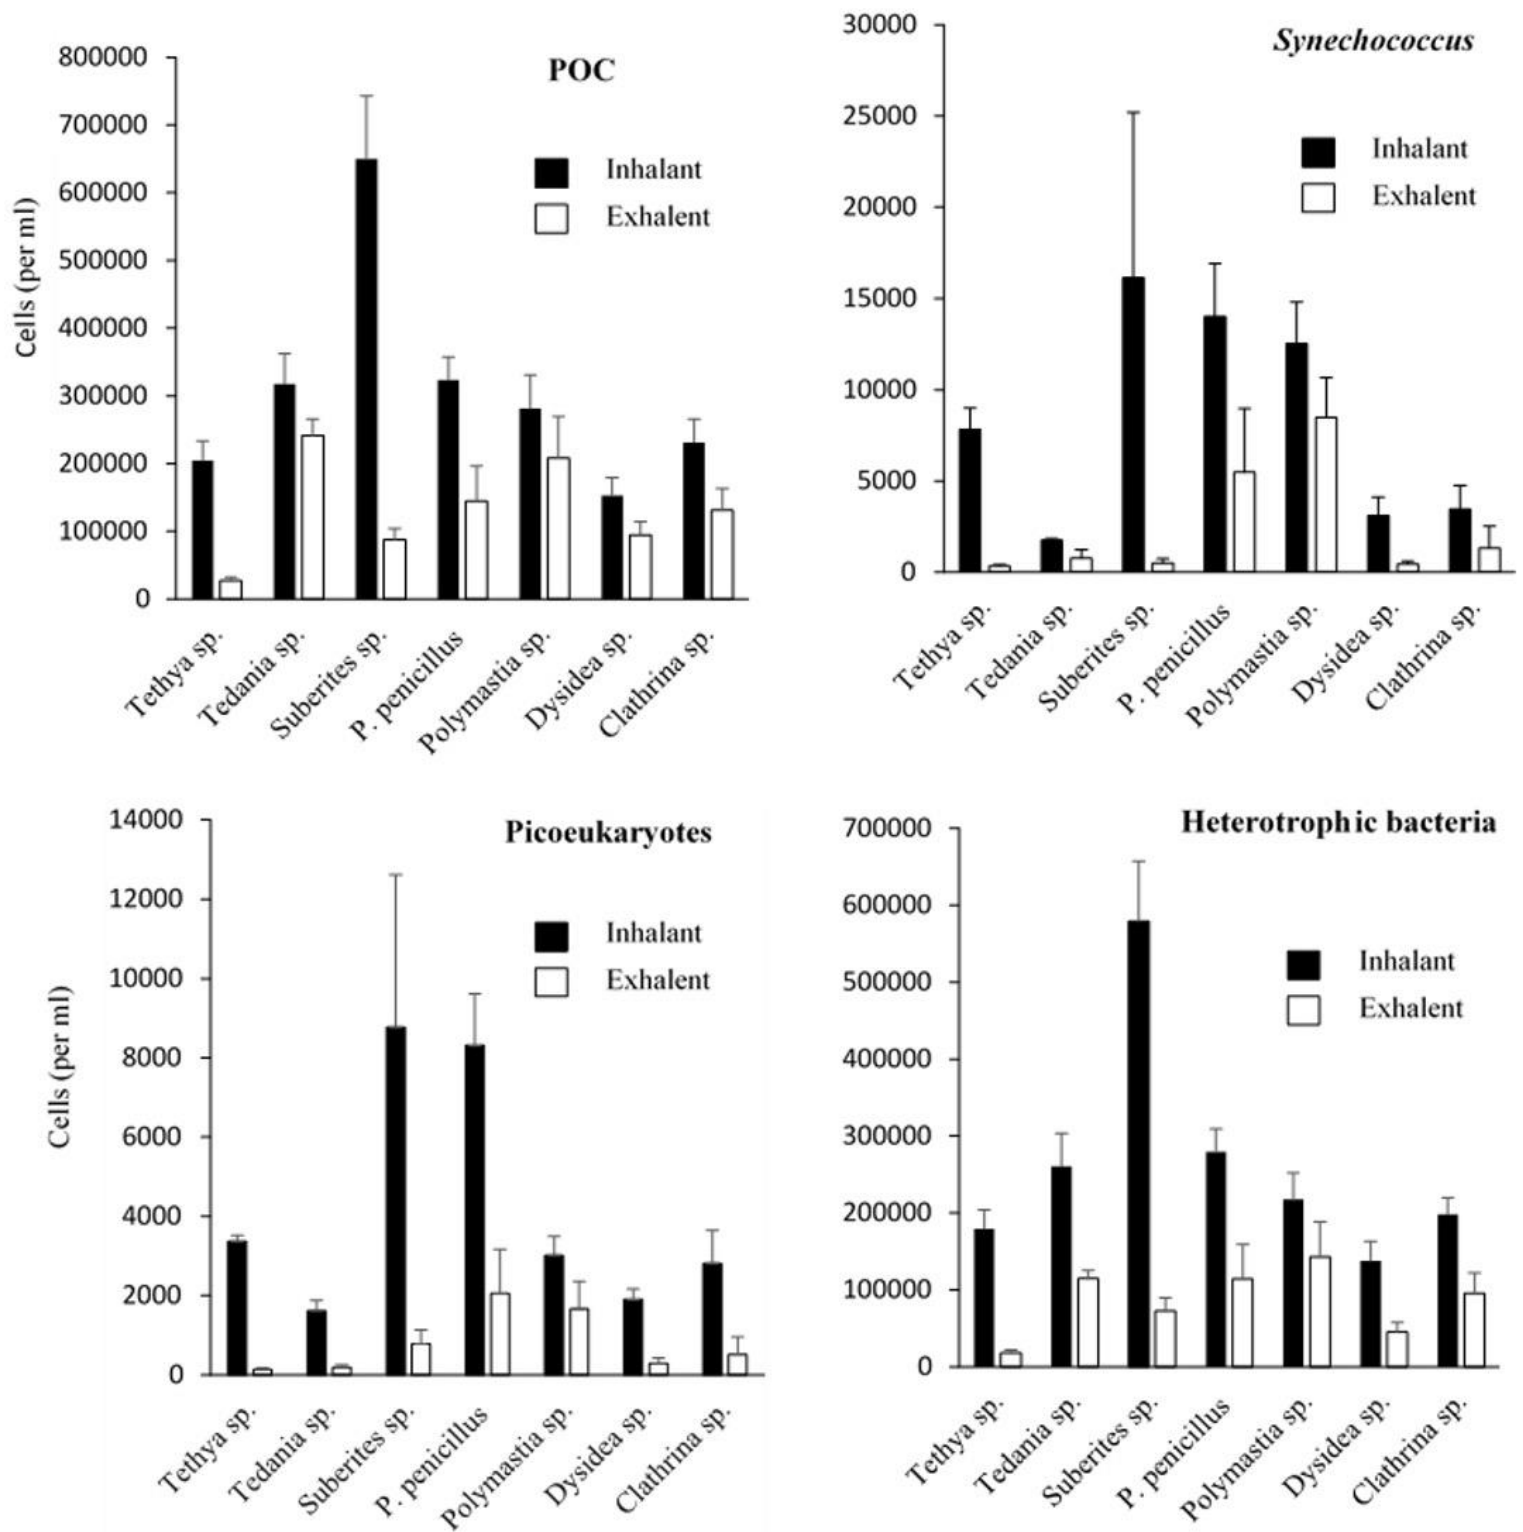 POC
Cells (per ml)
800000
700000
600000
500000
400000
300000
200000
100000
0
Inhalant
Exhalent
Tethya sp.
Tedania sp.
Suberites sp.
P. penicillus
Polymastia sp.
Dysidea sp.
Clathrina sp.
Synechococcus
30000
25000
20000
15000
10000
5000
0
Inhalant
Exhalent
Tethya sp.
Tedania sp.
Suberites sp.
P. penicillus
Polymastia sp.
Dysidea sp.
Clathrina sp.
Picoeukaryotes
Cells (per ml)
14000
12000
10000
8000
6000
4000
2000
0
Inhalant
Exhalent
Tethya sp.
Tedania sp.
Suberites sp.
P. penicillus
Polymastia sp.
Dysidea sp.
Clathrina sp.
Heterotrophic bacteria
700000
600000
500000
400000
300000
200000
100000
0
Inhalant
Exhalent
Tethya sp.
Tedania sp.
Suberites sp.
P. penicillus
Polymastia sp.
Dysidea sp.
Clathrina sp.